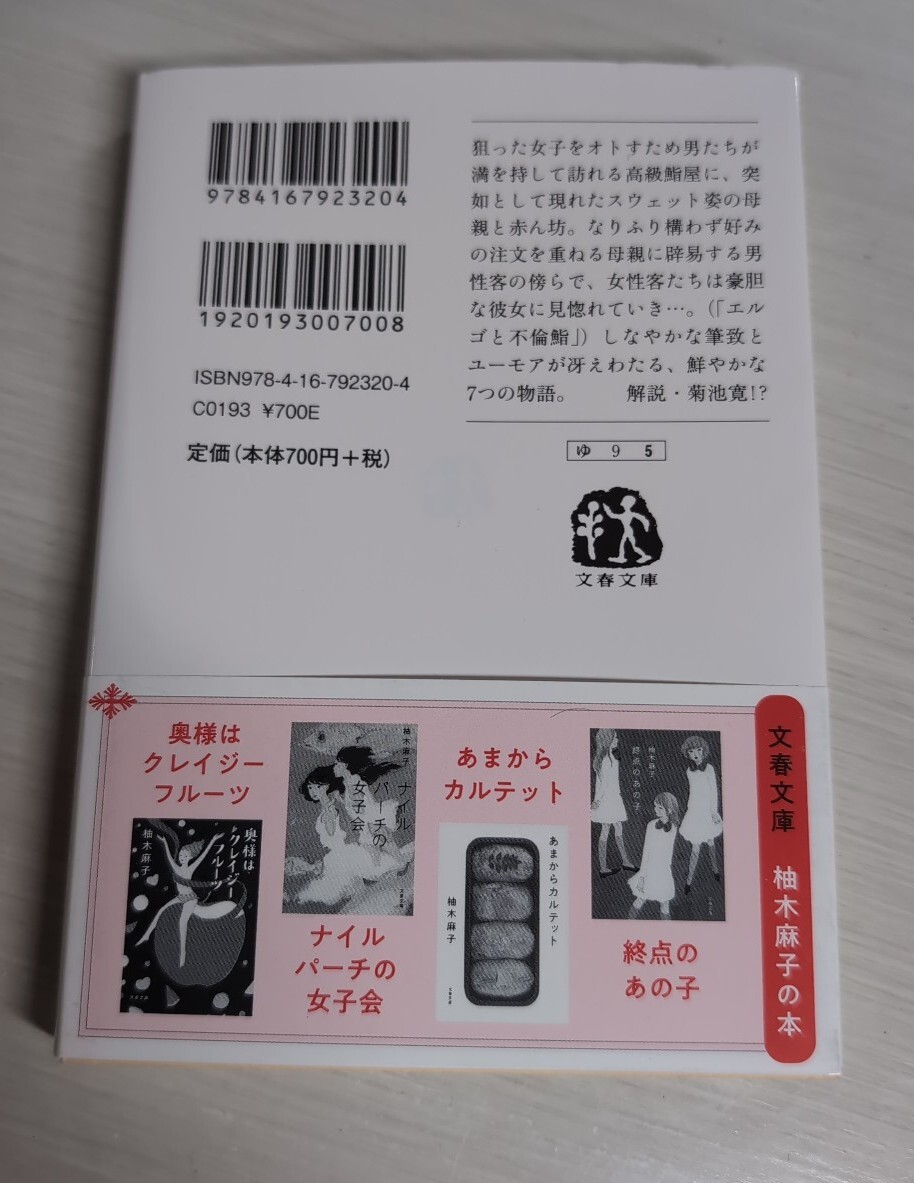 9784167923204
1920193007008
ISBN978-4-16-792320-4
C0193 ¥700E
定価(本体700円+税)
狙った女子をオトすため男たちが
満を持して訪れる高級鮨屋に、突
如として現れたスウェット姿の母
親と赤ん坊。なりふり構わず好み
の注文を重ねる母親に辟易する男
性客の傍らで、女性客たちは豪胆
な彼女に見惚れていき…。(「エル
ゴと不倫鮨」) しなやかな筆致と
ユーモアが冴えわたる、鮮やかな
7つの物語。 解説・菊池寛!?
ゆ 9 5
文春文庫
文春文庫 柚木麻子の本
奥様は
クレイジー
フルーツ
奥様は
クレイジー
フルーツ
柚木麻子
柚木麻子
ナイル
パーチの
女子会
ナイル
パーチの
女子会
あまから
カルテット
あまからカルテット
柚木麻子
柚木麻子
終点のあの子
終点の
あの子